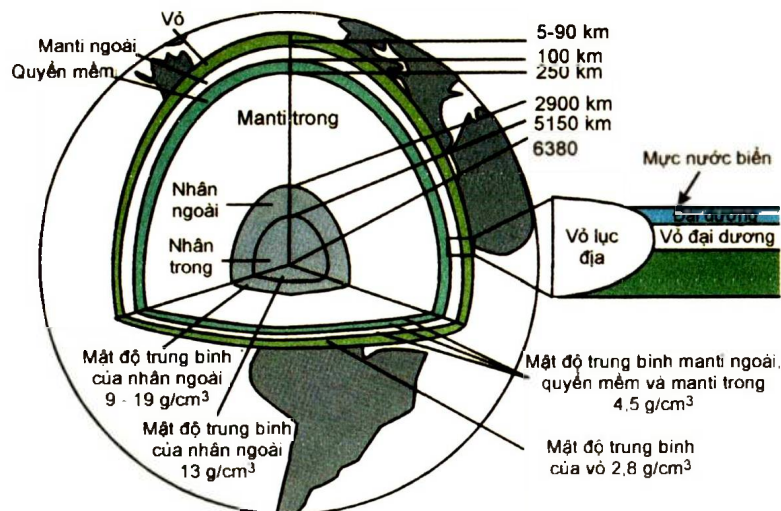 Vỏ
Manti ngoài
Quyển mềm
Manti trong
Nhân
ngoài
Nhân
trong
5-90 km
100 km
250 km
2900 km
5150 km
6380
Mực nước biển
Đại dương
Vỏ lục
địa
Vỏ đại dương
Mật độ trung bình
của nhân ngoài
9 - 19 g/cm³
Mật độ trung bình
của nhân ngoài
13 g/cm³
Mật độ trung bình manti ngoài,
quyển mềm và manti trong
4,5 g/cm³
Mật độ trung bình
của vỏ 2,8 g/cm³